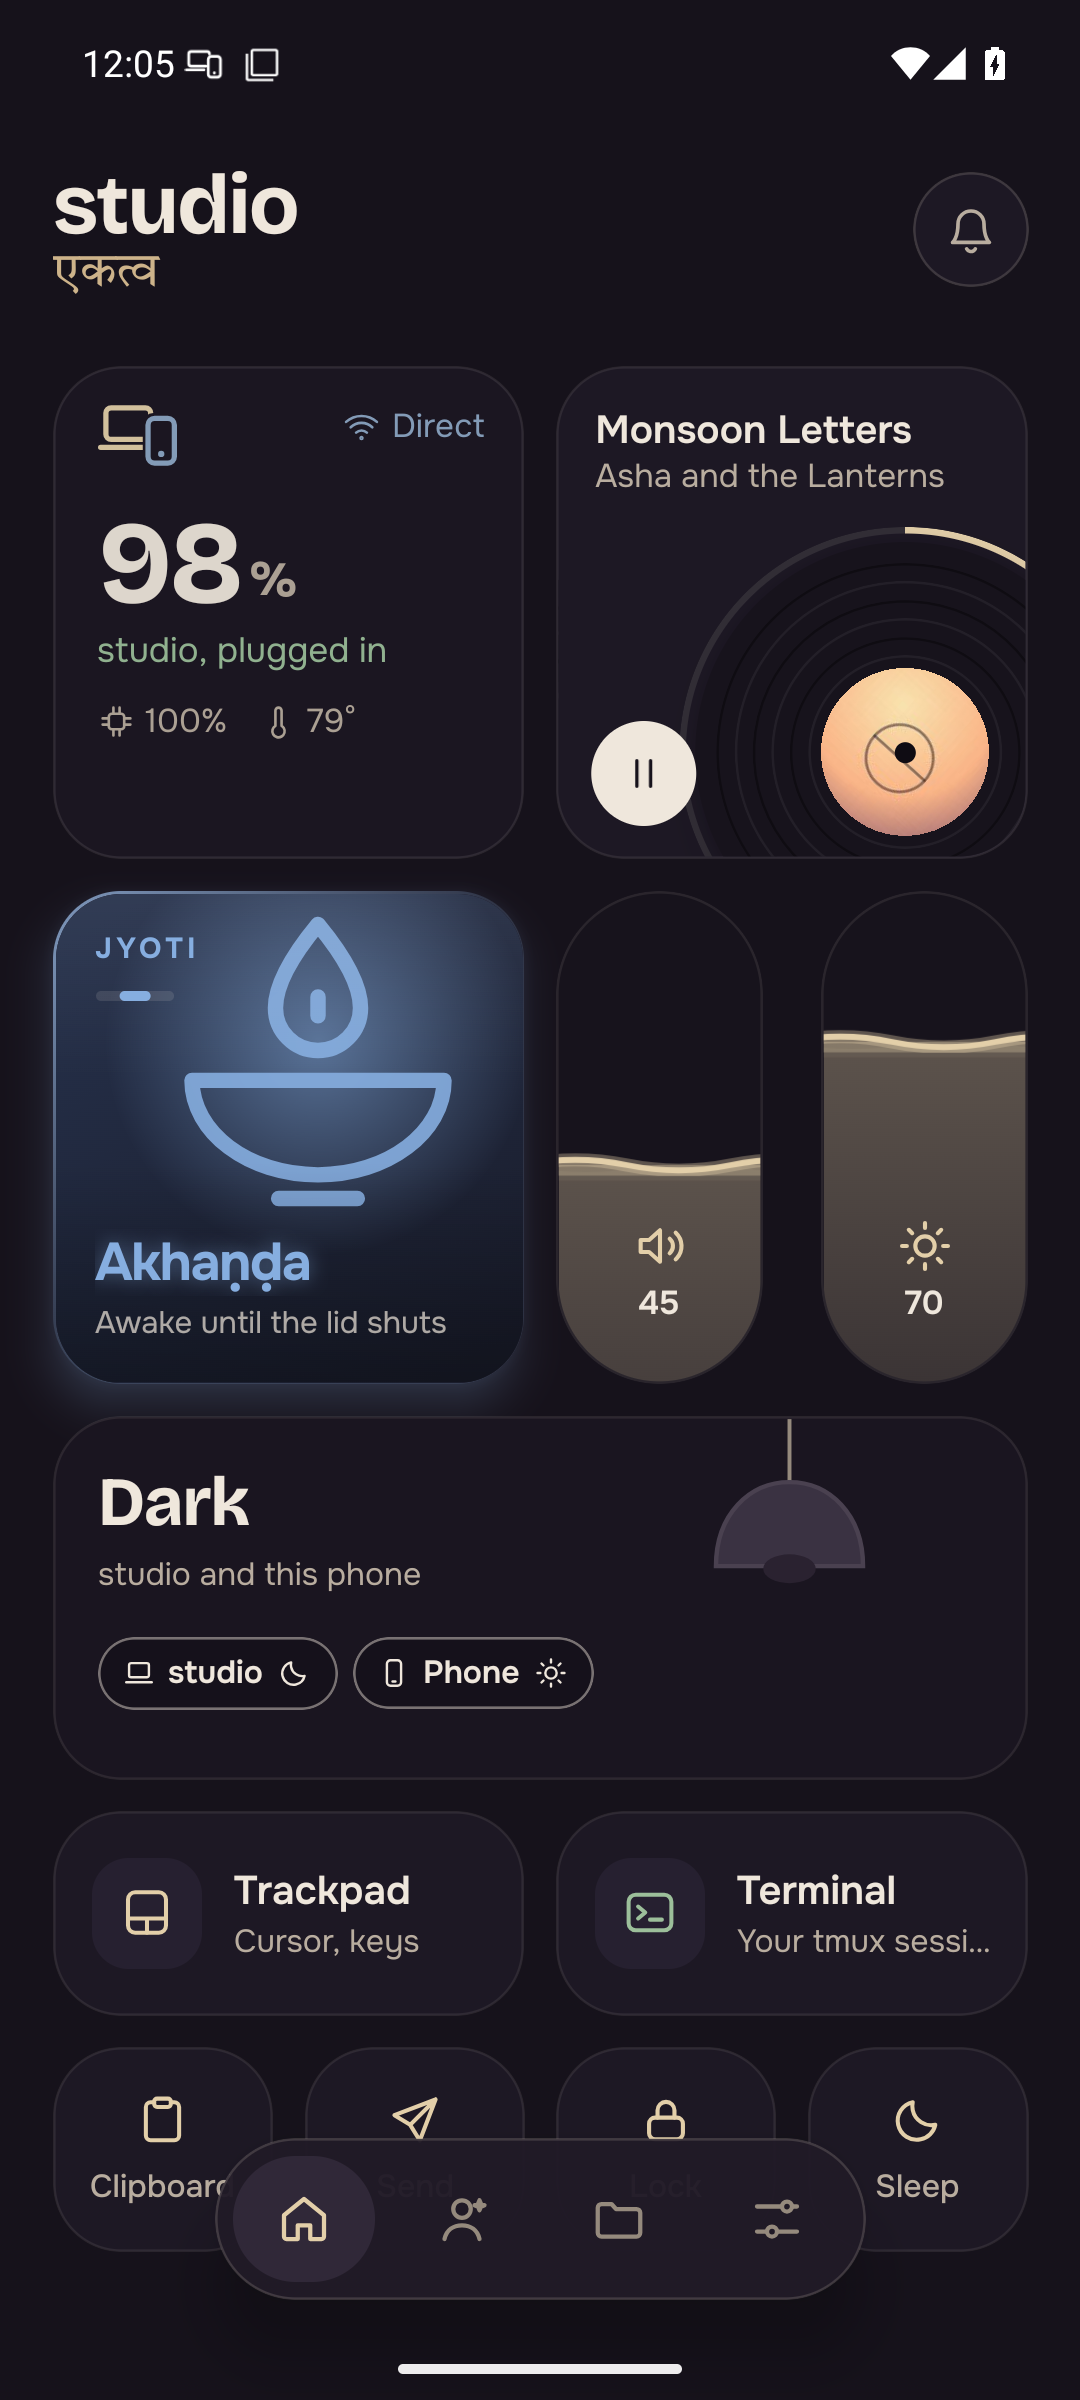 12:05
studio
एकत्व
Direct
98%
studio, plugged in
100% 79°
Monsoon Letters
Asha and the Lanterns
JYOTI
Akhaṇḍa
Awake until the lid shuts
45
70
Dark
studio and this phone
studio
Phone
Trackpad
Cursor, keys
Terminal
Your tmux sessi...
Clipboard
Send
Lock
Sleep